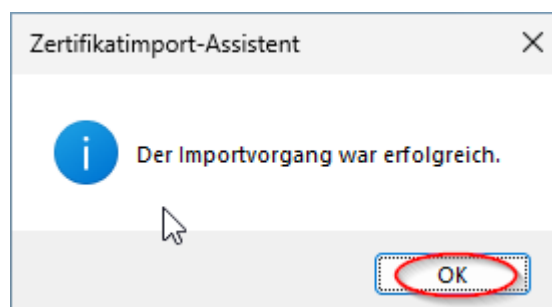 Zertifikatimport-Assistent
Der Importvorgang war erfolgreich.
OK